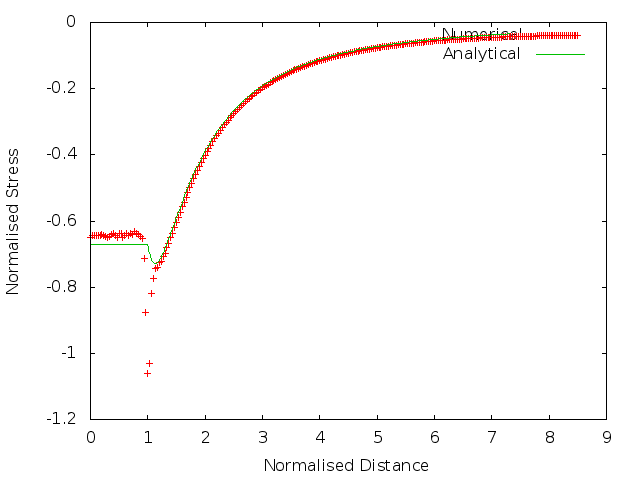 0
-0.2
-0.4
-0.6
-0.8
-1
-1.2
0 1 2 3 4 5 6 7 8 9
Normalised Stress
Normalised Distance
Numerical
Analytical